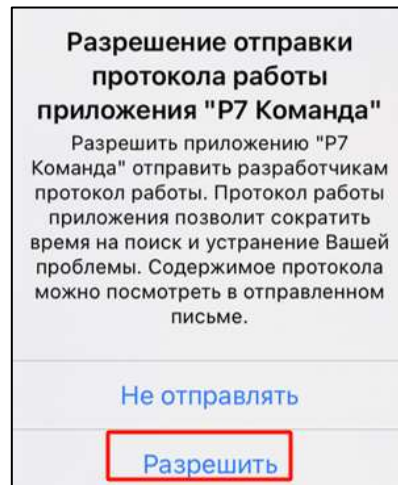 Разрешение отправки
протокола работы
приложения "Р7 Команда"
Разрешить приложению "Р7
Команда" отправить разработчикам
протокол работы. Протокол работы
приложения позволит сократить
время на поиск и устранение Вашей
проблемы. Содержимое протокола
можно посмотреть в отправленном
письме.
Не отправлять
Разрешить